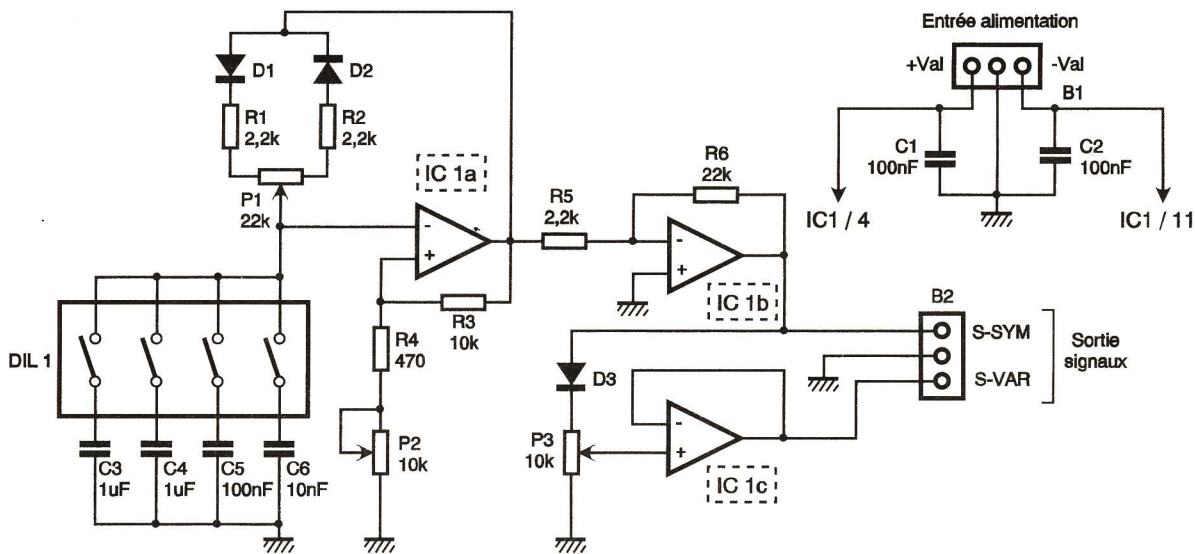 Entrée alimentation
+Val
-Val
B1
D1
D2
R1
2,2k
R2
2,2k
P1
22k
IC 1a
-
+
R3
10k
R4
470
P2
10k
R5
2,2k
R6
22k
-
+
IC 1b
C1
100nF
C2
100nF
IC1 / 4
IC1 / 11
DIL 1
C3
1uF
C4
1uF
C5
100nF
C6
10nF
D3
P3
10k
-
+
IC 1c
B2
S-SYM
S-VAR
Sortie
signaux